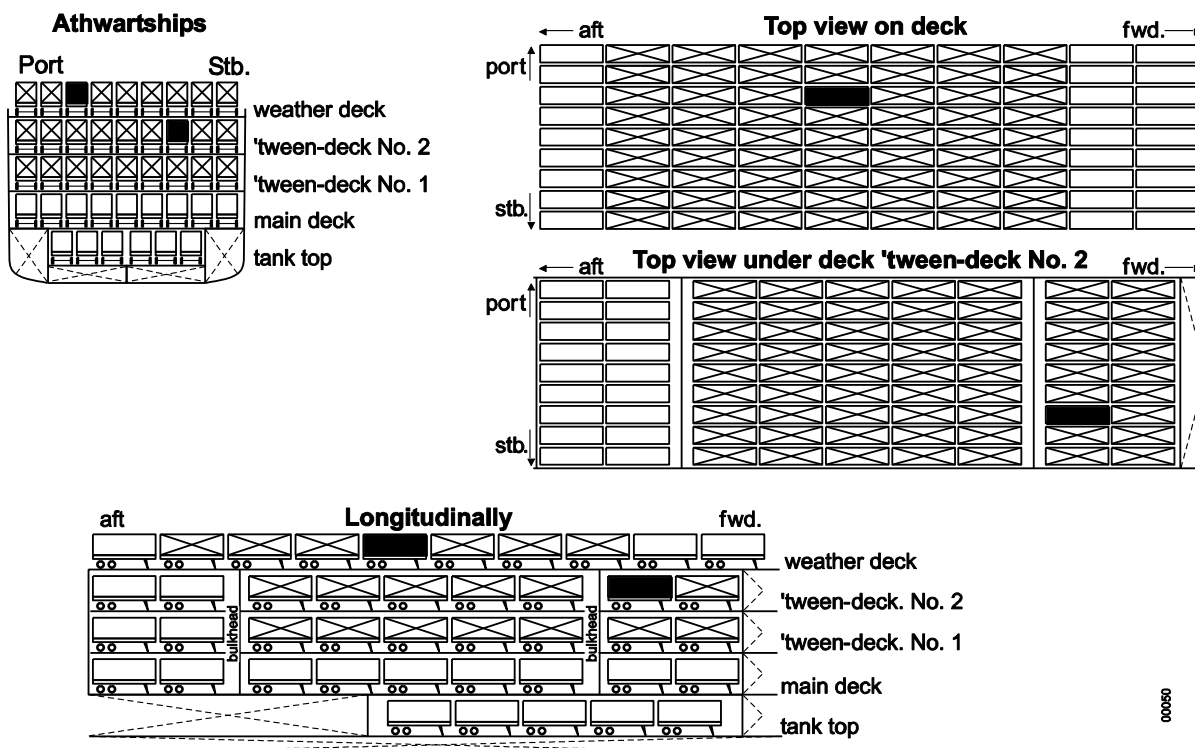 Athwartships
Port
Stb.
weather deck
'tween-deck No. 2
'tween-deck No. 1
main deck
tank top
aft
Top view on deck
fwd.
port
stb.
aft
Top view under deck 'tween-deck No. 2
fwd.
port
stb.
aft
Longitudinally
fwd.
weather deck
'tween-deck. No. 2
'tween-deck. No. 1
main deck
tank top
bulkhead
bulkhead
00050